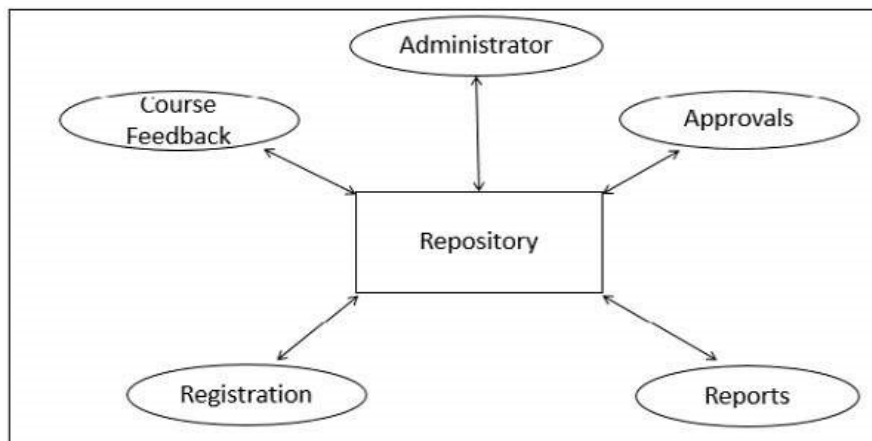 Administrator
Course
Feedback
Approvals
Repository
Registration
Reports